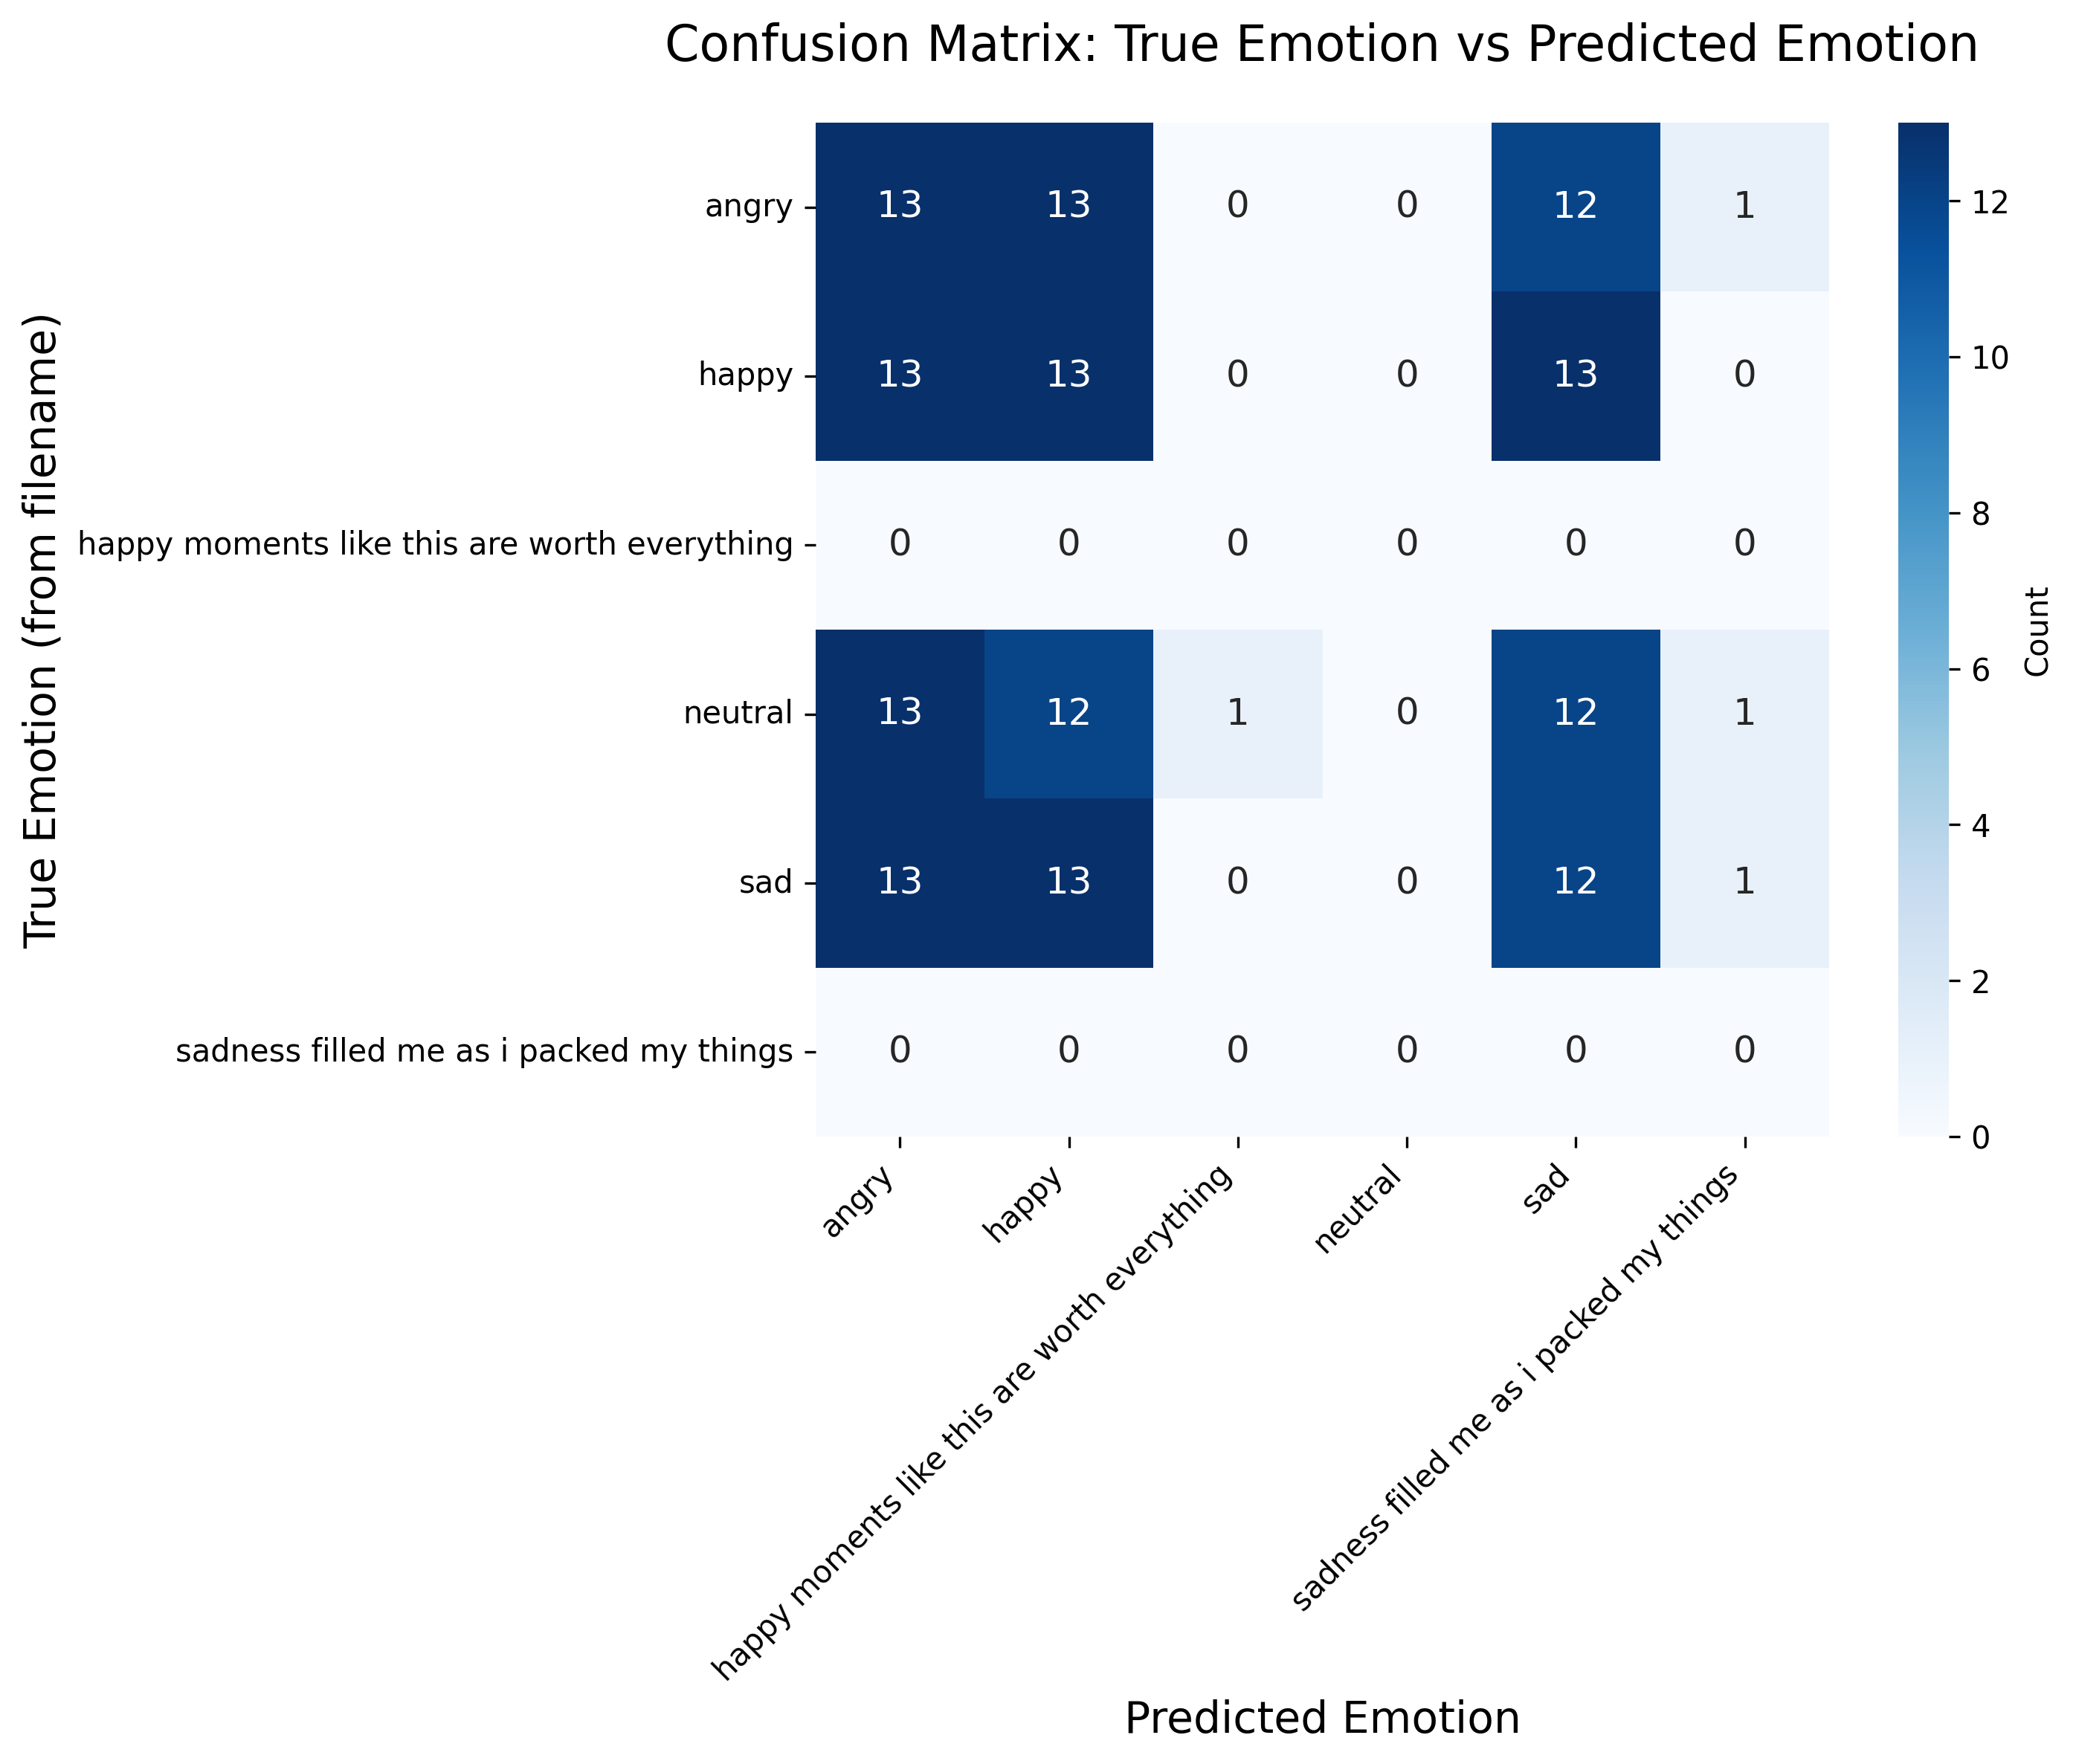 Confusion Matrix: True Emotion vs Predicted Emotion
True Emotion (from filename)
angry 13 13 0 0 12 1
happy 13 13 0 0 13 0
happy moments like this are worth everything 0 0 0 0 0 0
neutral 13 12 1 0 12 1
sad 13 13 0 0 12 1
sadness filled me as i packed my things 0 0 0 0 0 0
angry
happy
happy moments like this are worth everything
neutral
sad
sadness filled me as i packed my things
Predicted Emotion
12
10
8
6
4
2
0
Count